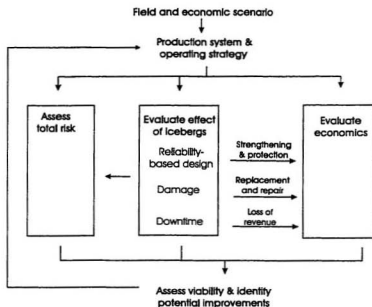 Field and economic scenario
Production system &
operating strategy
Assess
total risk
Evaluate effect
of icebergs
Reliability-
based design
Damage
Downtime
Strengthening
& protection
Replacement
and repair
Loss of
revenue
Evaluate
economics
Assess viability & identity
potential improvements